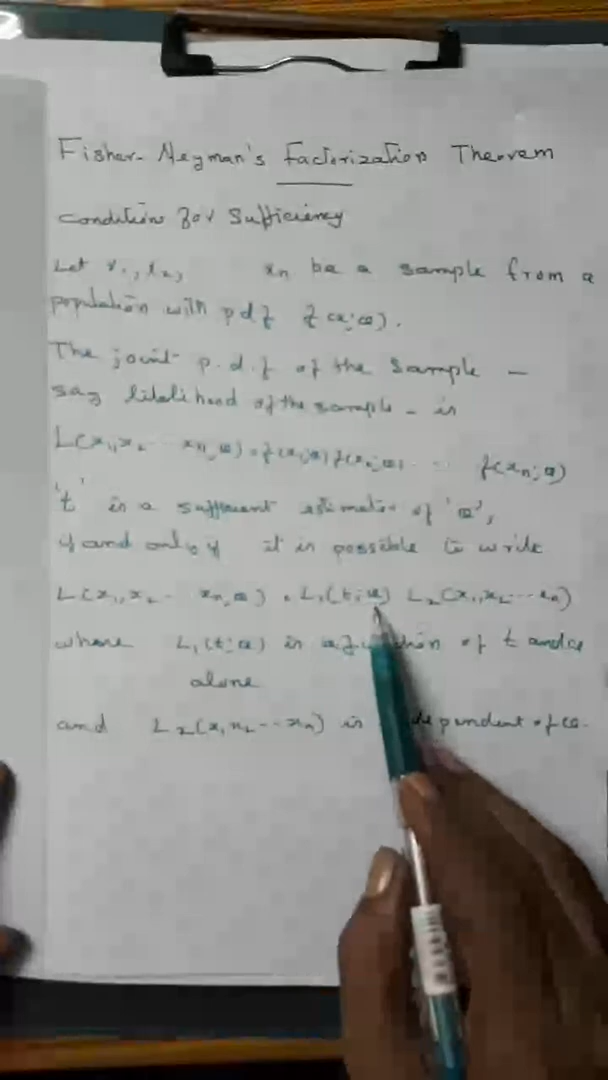 Fisher-Neyman's Factorization Theorem
Condition for Sufficiency
Let x₁, x₂, xn be a sample from a
population with pdf f(x;θ).
The joint p.d.f of the sample –
say likelihood of the sample – is
L(x₁,x₂ ... xn,θ) = f(x₁;θ) f(x₂;θ) ... f(xn;θ)
't' is a sufficient estimator of 'θ',
if and only if it is possible to write
L(x₁,x₂ - xn,θ) = L₁(t;θ) L₂(x₁,x₂...xn)
where L₁(t;θ) is a function of t and θ
alone
and L₂(x₁ x₂ - - xn) is dependent of θ.